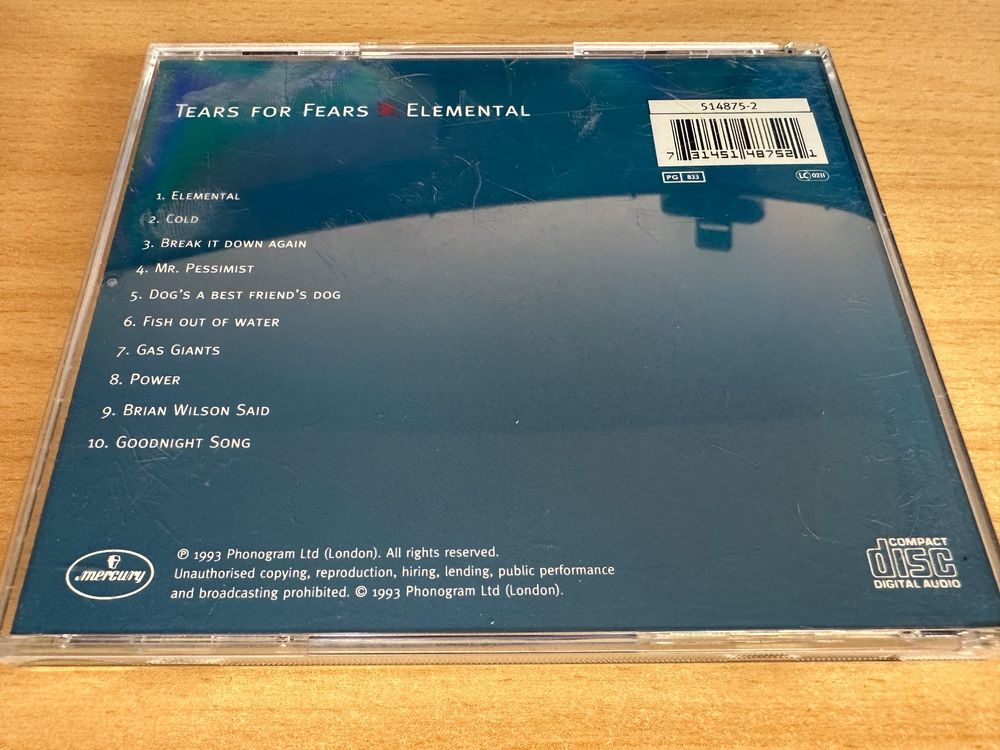 TEARS FOR FEARS ELEMENTAL
514875-2
7 31451 48752 1
PG 833
LC 0211
1. ELEMENTAL
2. COLD
3. BREAK IT DOWN AGAIN
4. MR. PESSIMIST
5. DOG'S A BEST FRIEND'S DOG
6. FISH OUT OF WATER
7. GAS GIANTS
8. POWER
9. BRIAN WILSON SAID
10. GOODNIGHT SONG
mercury
℗ 1993 Phonogram Ltd (London). All rights reserved.
Unauthorised copying, reproduction, hiring, lending, public performance
and broadcasting prohibited. © 1993 Phonogram Ltd (London).
COMPACT
disc
DIGITAL AUDIO